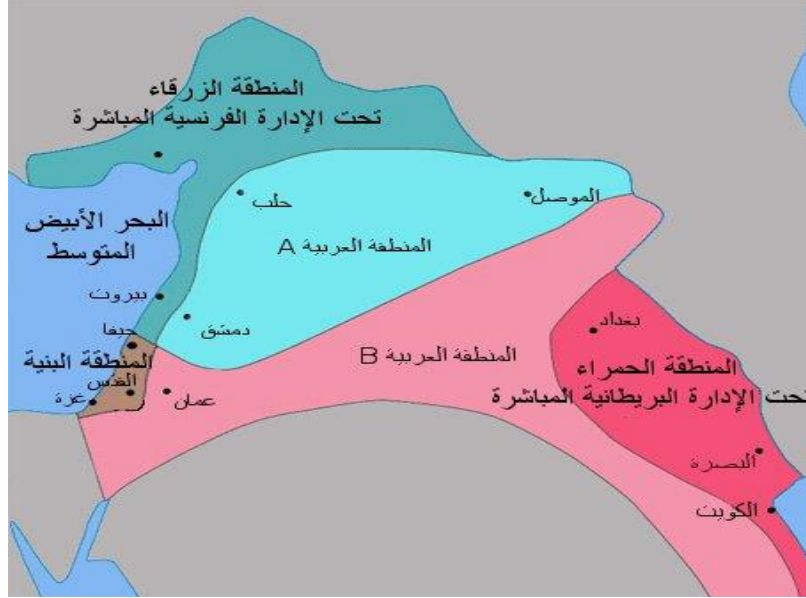 المنطقة الزرقاء
تحت الإدارة الفرنسية المباشرة
حلب
الموصل
البحر الأبيض
المتوسط
المنطقة العربية A
بيروت
دمشق
حيفا
بغداد
المنطقة البنية
المنطقة العربية B
المنطقة الحمراء
تحت الإدارة البريطانية المباشرة
القدس
غزة
عمان
البصرة
الكويت